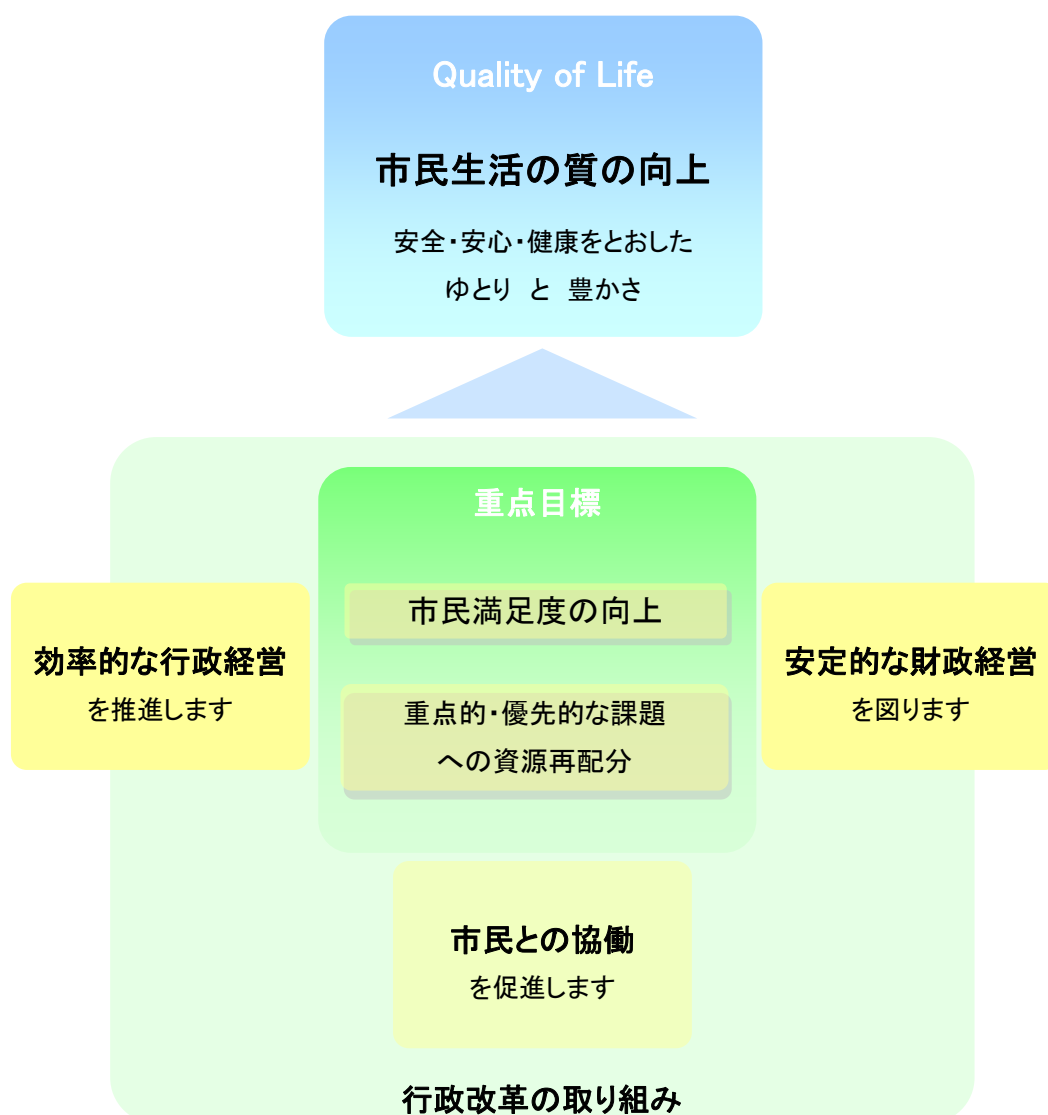 Quality of Life
市民生活の質の向上
安全・安心・健康をとおした
ゆとり と 豊かさ
重点目標
市民満足度の向上
重点的・優先的な課題
への資源再配分
効率的な行政経営
を推進します
安定的な財政経営
を図ります
市民との協働
を促進します
行政改革の取り組み